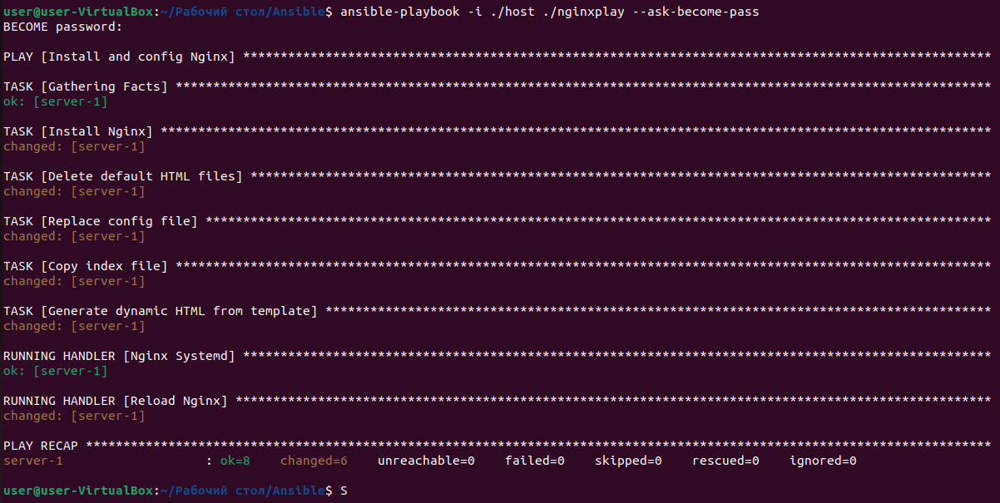 user@user-VirtualBox:~/Рабочий стол/Ansible$ ansible-playbook -i ./host ./nginxplay --ask-become-pass
BECOME password:
PLAY [Install and config Nginx] ****************************************************************************************************
TASK [Gathering Facts] *************************************************************************************************************
ok: [server-1]
TASK [Install Nginx] ***************************************************************************************************************
changed: [server-1]
TASK [Delete default HTML files] ***************************************************************************************************
changed: [server-1]
TASK [Replace config file] *********************************************************************************************************
changed: [server-1]
TASK [Copy index file] *************************************************************************************************************
changed: [server-1]
TASK [Generate dynamic HTML from template] *****************************************************************************************
changed: [server-1]
RUNNING HANDLER [Nginx Systemd] ****************************************************************************************************
ok: [server-1]
RUNNING HANDLER [Reload Nginx] *****************************************************************************************************
changed: [server-1]
PLAY RECAP *************************************************************************************************************************
server-1                   : ok=8    changed=6    unreachable=0    failed=0    skipped=0    rescued=0    ignored=0
user@user-VirtualBox:~/Рабочий стол/Ansible$ S